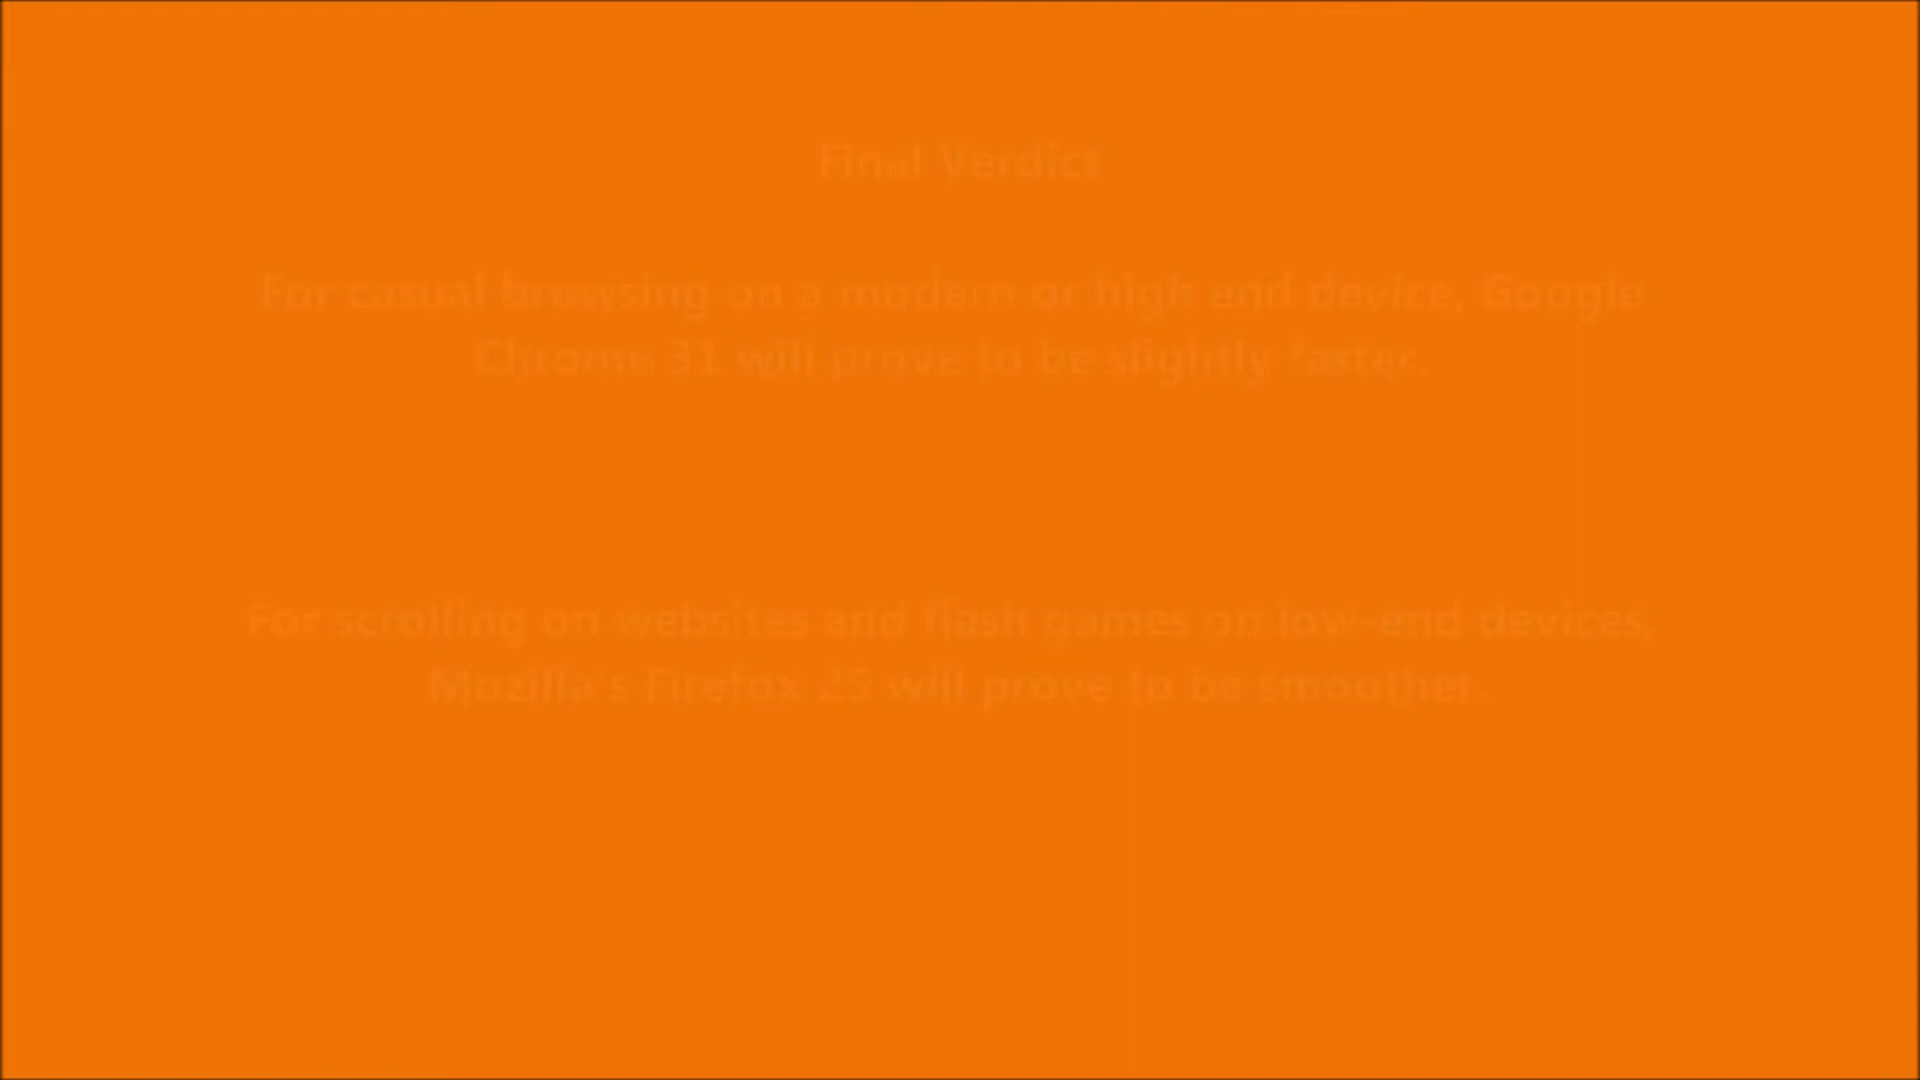 Final Verdict
For casual browsing on a modern or high end device, Google
Chrome 31 will prove to be slightly faster.
For scrolling on websites and flash games on low-end devices,
Mozilla's Firefox 25 will prove to be smoother.